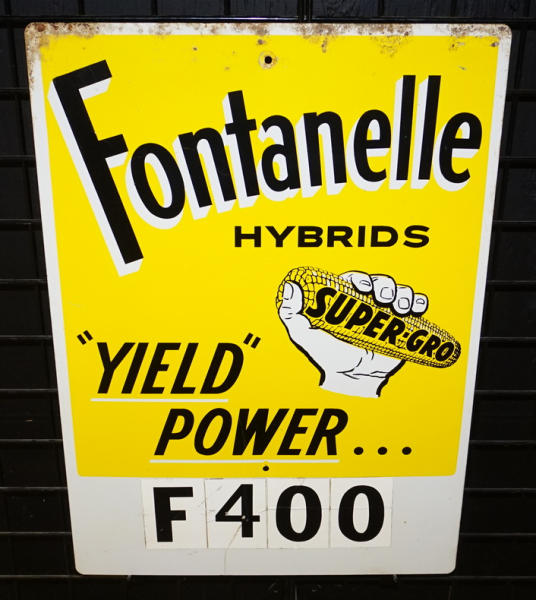 Fontanelle
HYBRIDS
SUPER-GRO
"YIELD"
POWER...
F400